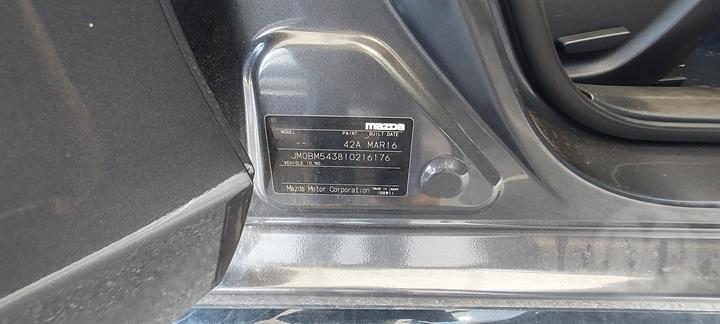 mazda
MODEL PAINT BUILT DATE
-- 42A MAR16
JM0BM543810216176
VEHICLE ID NO.
Mazda Motor Corporation Made in Japan